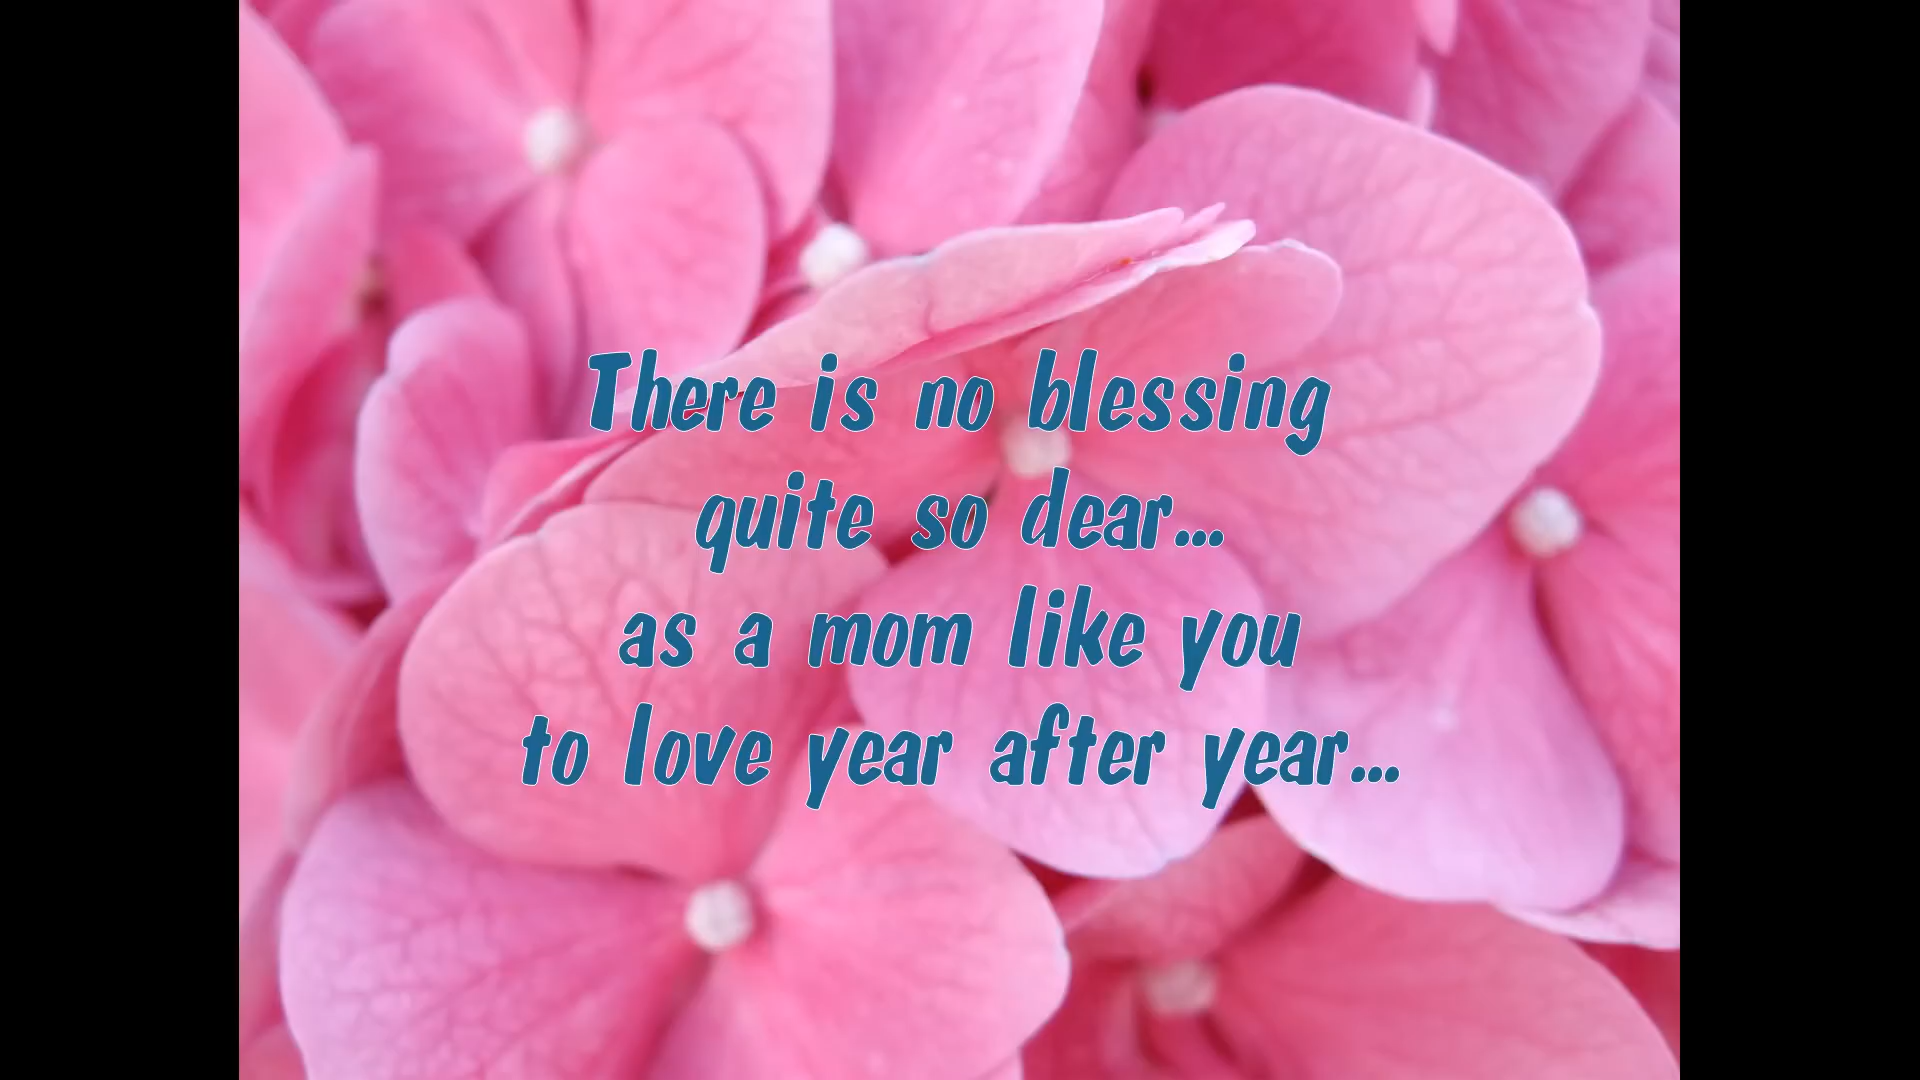 There is no blessing
quite so dear...
as a mom like you
to love year after year...